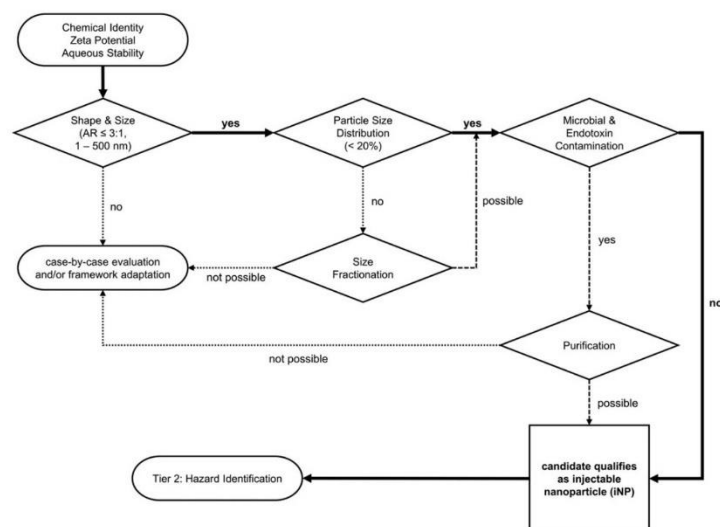 Chemical Identity
Zeta Potential
Aqueous Stability
Shape & Size
(AR ≤ 3:1,
1 – 500 nm)
yes
Particle Size
Distribution
(< 20%)
yes
Microbial &
Endotoxin
Contamination
no
no
possible
yes
case-by-case evaluation
and/or framework adaptation
not possible
Size
Fractionation
no
Purification
not possible
possible
candidate qualifies
as injectable
nanoparticle (iNP)
Tier 2: Hazard Identification